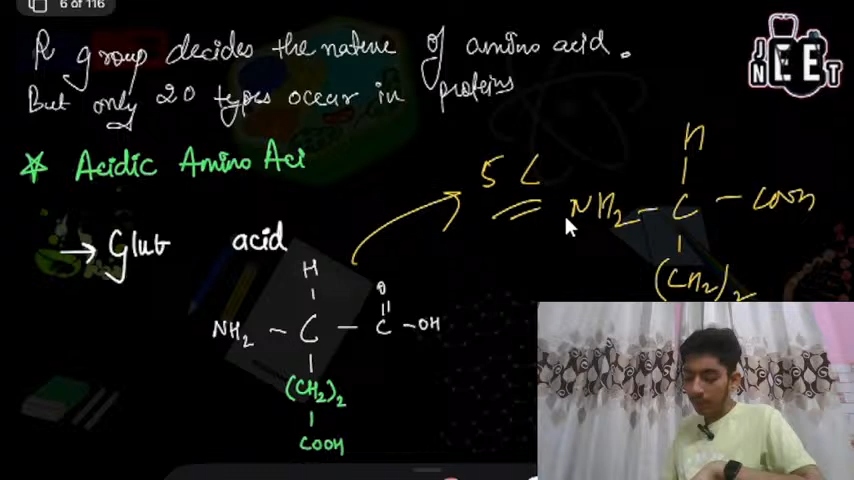 6 of 116
R group decides the nature of amino acid.
But only 20 types occur in proteins
JNEET
☆ Acidic Amino Aci
→ Glut acid
5 C
H
NH2 – C – COOH
(CH2)2
H
O
NH2 – C – C – OH
(CH2)2
COOH